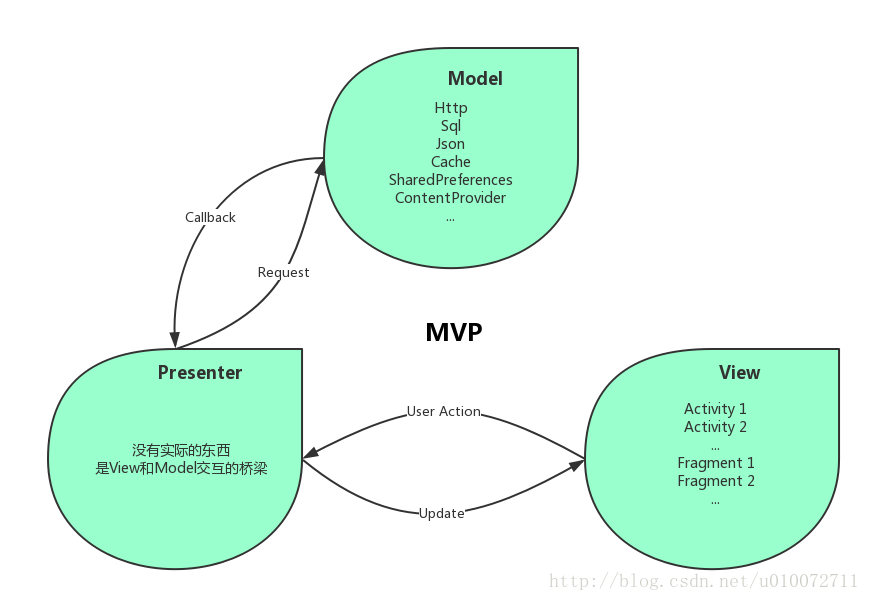 Model
Http
Sql
Json
Cache
SharedPreferences
ContentProvider
...
Callback
Request
MVP
Presenter
没有实际的东西
是View和Model交互的桥梁
User Action
Update
View
Activity 1
Activity 2
...
Fragment 1
Fragment 2
...
http://blog.csdn.net/u010072711